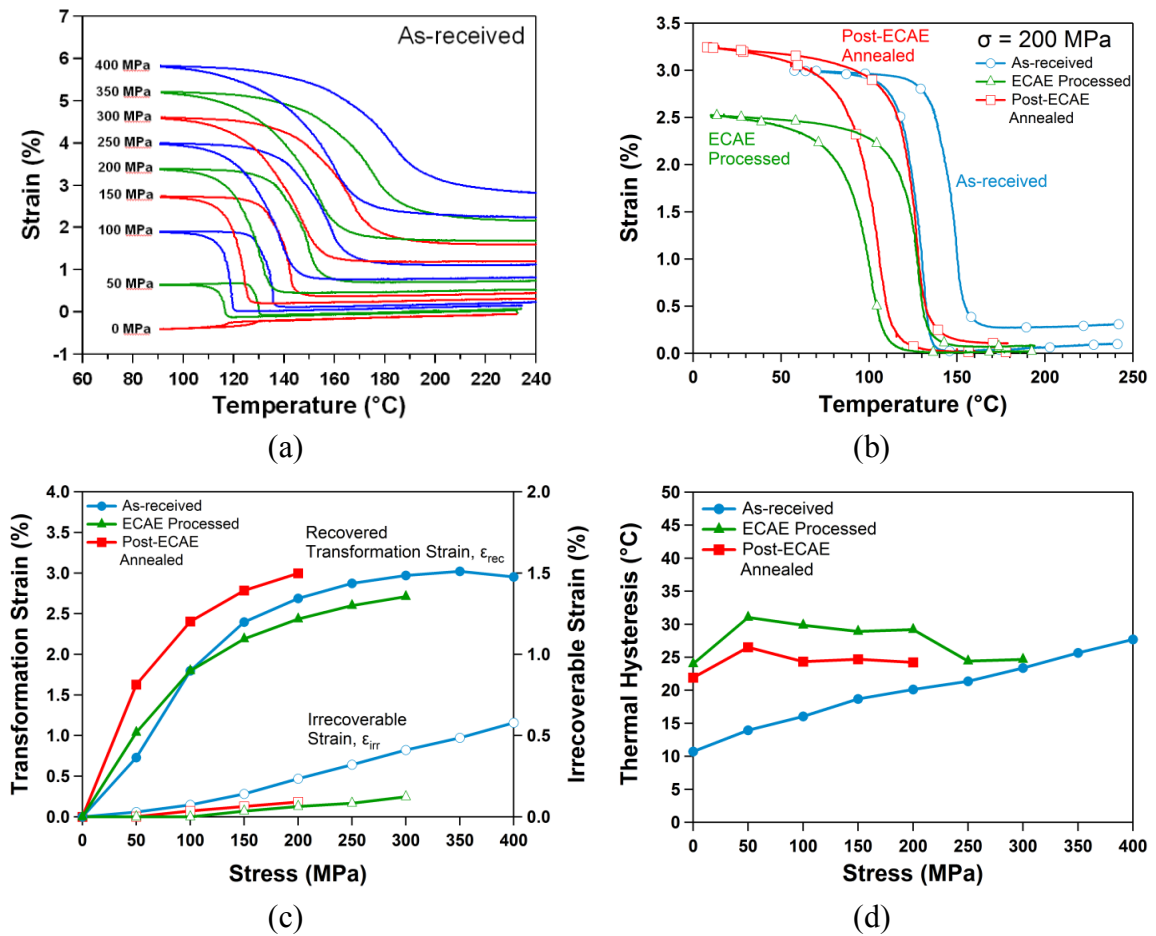 As-received
400 MPa
350 MPa
300 MPa
250 MPa
200 MPa
150 MPa
100 MPa
50 MPa
0 MPa
Strain (%)
7
6
5
4
3
2
1
0
-1
60 80 100 120 140 160 180 200 220 240
Temperature (°C)
(a)
Post-ECAE
Annealed
σ = 200 MPa
As-received
ECAE Processed
Post-ECAE
Annealed
ECAE
Processed
As-received
Strain (%)
3.5
3.0
2.5
2.0
1.5
1.0
0.5
0.0
0 50 100 150 200 250
Temperature (°C)
(b)
As-received
ECAE Processed
Post-ECAE
Annealed
Recovered
Transformation Strain, εrec
Irrecoverable
Strain, εirr
Transformation Strain (%)
4.0
3.5
3.0
2.5
2.0
1.5
1.0
0.5
0.0
Irrecoverable Strain (%)
2.0
1.5
1.0
0.5
0.0
0 50 100 150 200 250 300 350 400
Stress (MPa)
(c)
As-received
ECAE Processed
Post-ECAE
Annealed
Thermal Hysteresis (°C)
50
45
40
35
30
25
20
15
10
5
0
0 50 100 150 200 250 300 350 400
Stress (MPa)
(d)